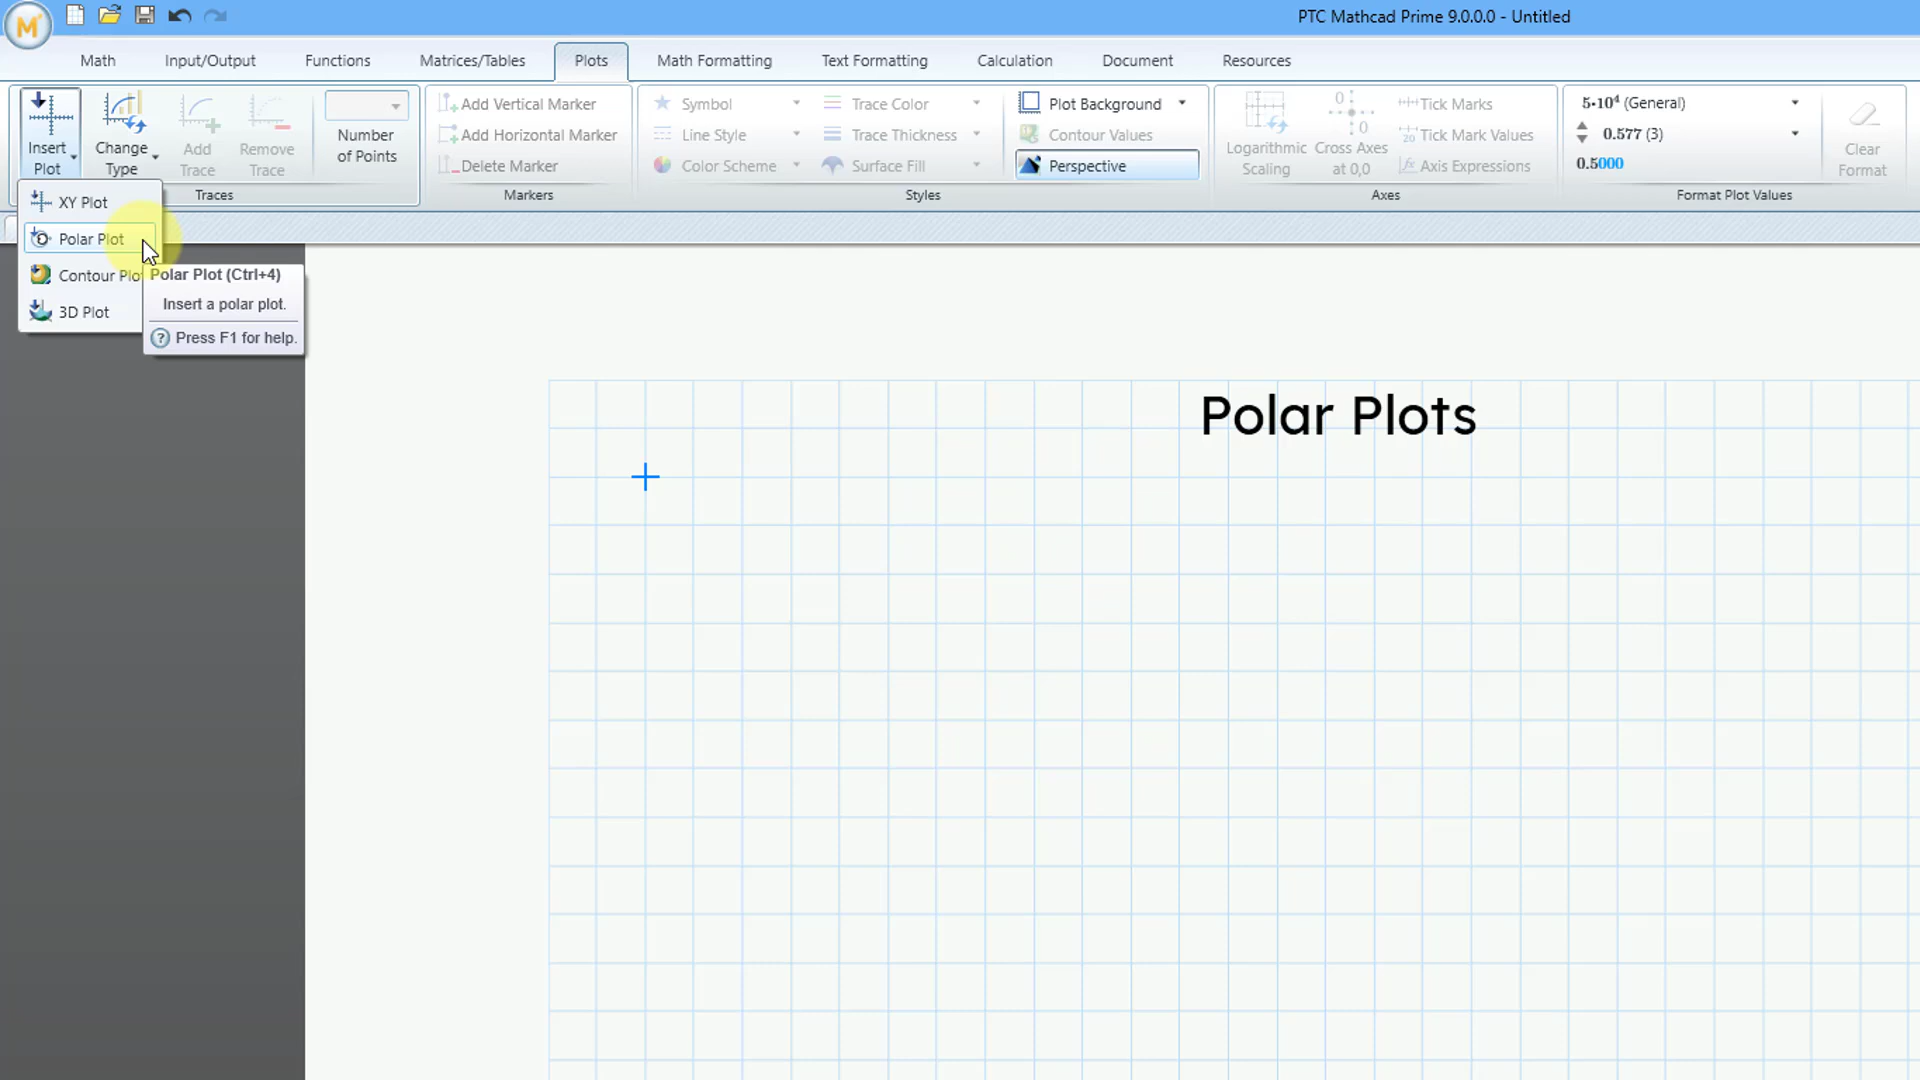 PTC Mathcad Prime 9.0.0.0 - Untitled
Math Input/Output Functions Matrices/Tables Plots Math Formatting Text Formatting Calculation Document Resources
Insert Plot
Change Type
Add Trace
Remove Trace
Number of Points
Traces
Add Vertical Marker
Add Horizontal Marker
Delete Marker
Markers
Symbol
Line Style
Color Scheme
Trace Color
Trace Thickness
Surface Fill
Plot Background
Contour Values
Perspective
Styles
Logarithmic Scaling
Cross Axes at 0,0
Tick Marks
Tick Mark Values
Axis Expressions
Axes
5•10⁴ (General)
0.577 (3)
0.5000
Clear Format
Format Plot Values
XY Plot
Polar Plot
Contour Plot
3D Plot
Polar Plot (Ctrl+4)
Insert a polar plot.
Press F1 for help.
Polar Plots